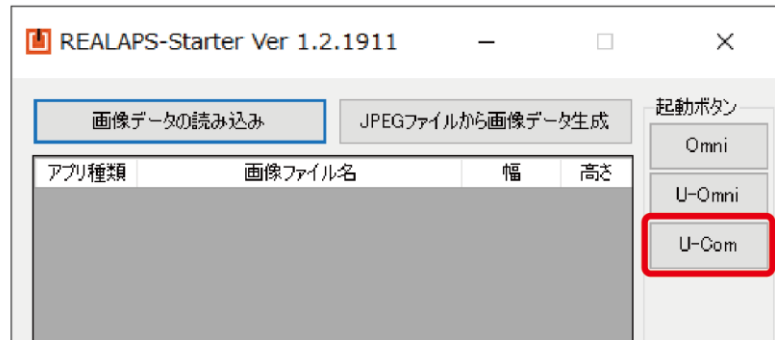 REALAPS-Starter Ver 1.2.1911
画像データの読み込み
JPEGファイルから画像データ生成
起動ボタン
Omni
アプリ種類 画像ファイル名 幅 高さ
U-Omni
U-Com